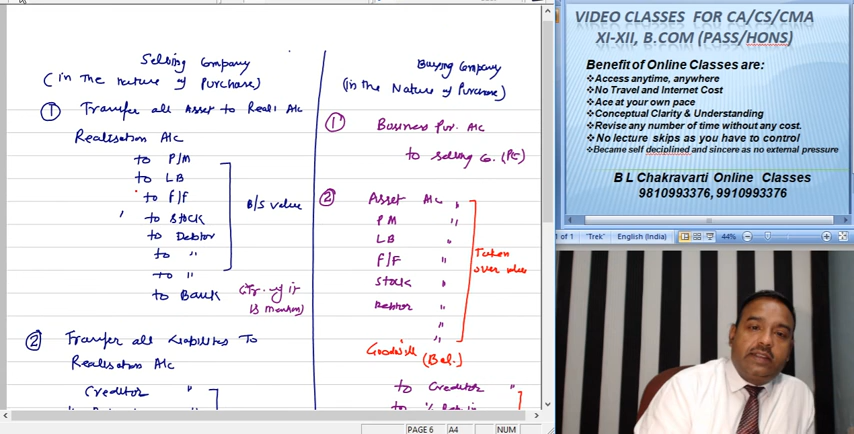 Selling Company
(in the nature of Purchase)
① Transfer all Asset to Reali A/c
Realisation A/c
to P/M
to LB
to F/F
to Stock
to Debtor
to "
to "
to Bank
B/S value
② Transfer all Liabilities to
Realisation A/c
Creditor "
Buying Company
(in the Nature of Purchase)
① Business Pur. A/c
to Selling Co. (PC)
② Asset A/c "
PM "
LB "
F/F "
Stock "
Debtor "
"
"
Taken
over value
Goodwill (Bal.)
to Creditor "
to
PAGE 6 A4 NUM
VIDEO CLASSES FOR CA/CS/CMA
XI-XII, B.COM (PASS/HONS)
Benefit of Online Classes are:
Access anytime, anywhere
No Travel and Internet Cost
Ace at your own pace
Conceptual Clarity & Understanding
Revise any number of time without any cost.
No lecture skips as you have to control
Became self deciplined and sincere as no external pressure
B L Chakravarti Online Classes
9810993376, 9910993376
1 of 1 "Trek" English (India) 44%